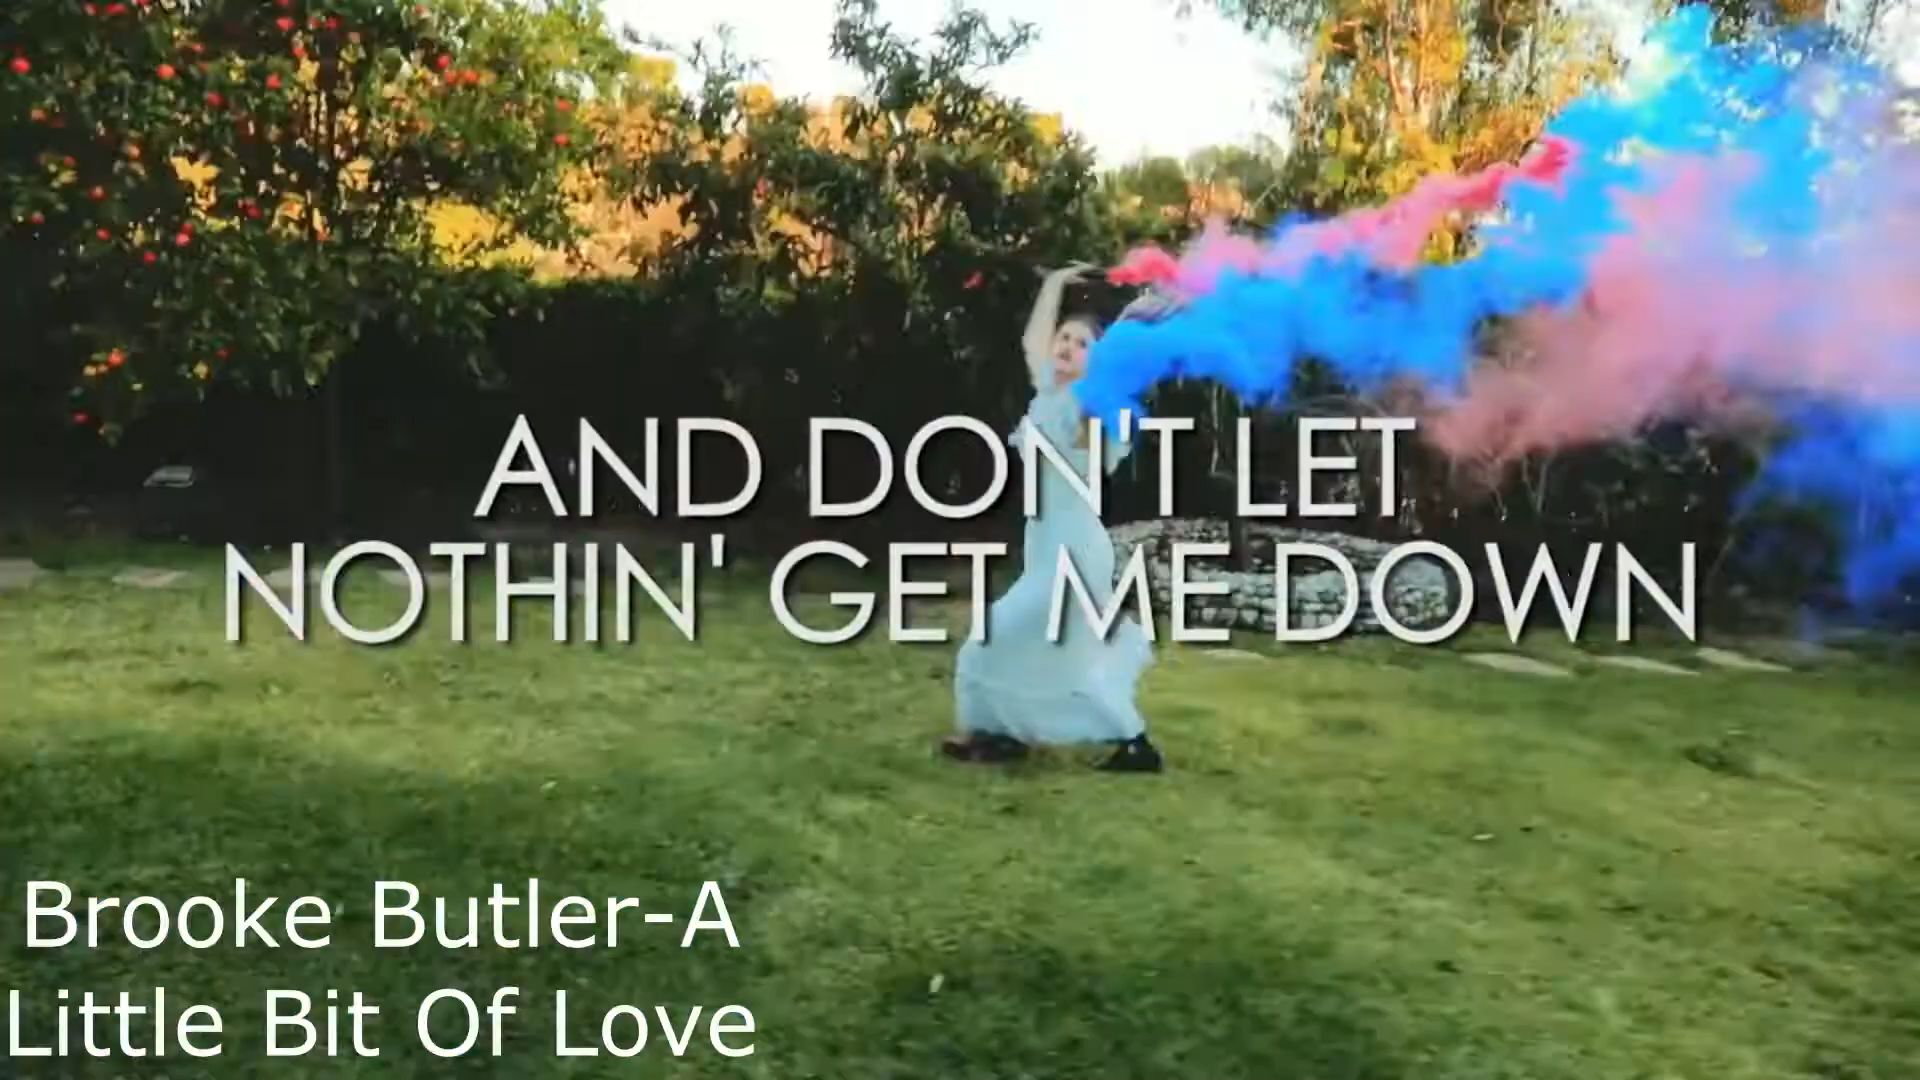 AND DON'T LET
NOTHIN' GET ME DOWN
Brooke Butler-A
Little Bit Of Love